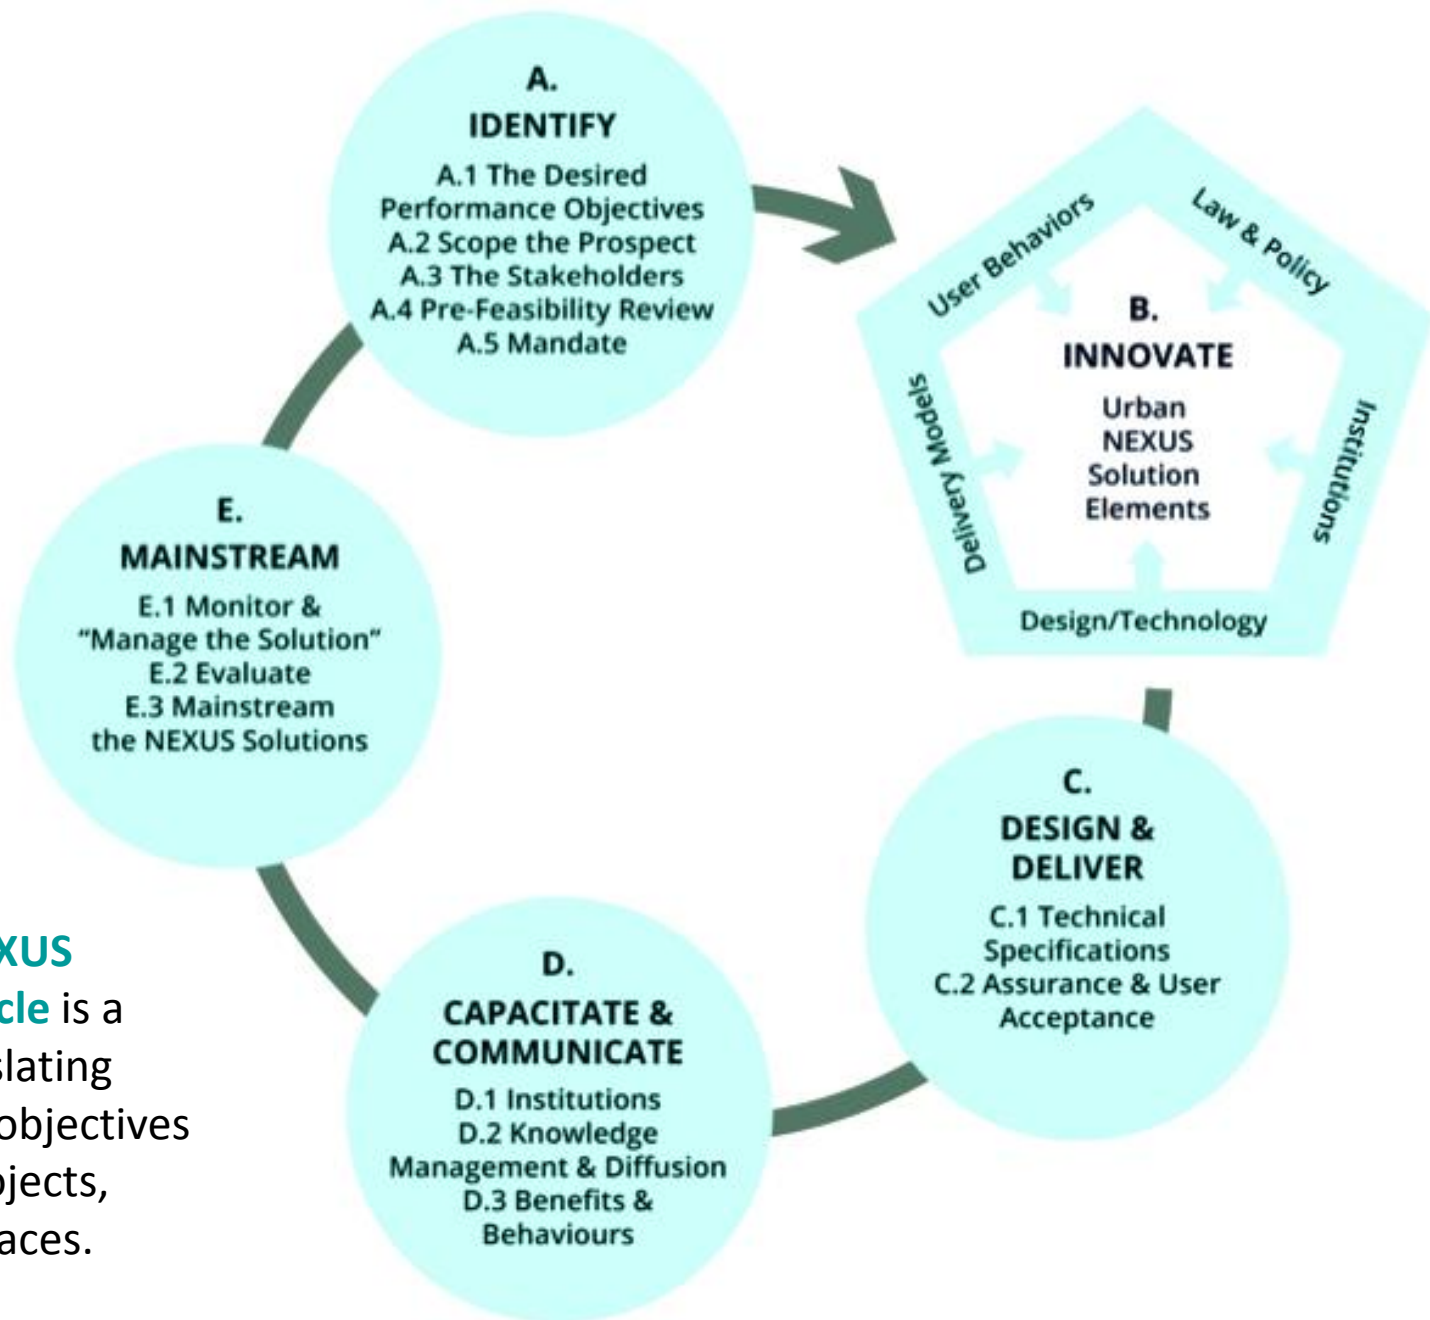 A.
IDENTIFY
A.1 The Desired
Performance Objectives
A.2 Scope the Prospect
A.3 The Stakeholders
A.4 Pre-Feasibility Review
A.5 Mandate
User Behaviors
Law & Policy
Delivery Models
Institutions
Design/Technology
B.
INNOVATE
Urban
NEXUS
Solution
Elements
C.
DESIGN &
DELIVER
C.1 Technical
Specifications
C.2 Assurance & User
Acceptance
D.
CAPACITATE &
COMMUNICATE
D.1 Institutions
D.2 Knowledge
Management & Diffusion
D.3 Benefits &
Behaviours
E.
MAINSTREAM
E.1 Monitor &
“Manage the Solution”
E.2 Evaluate
E.3 Mainstream
the NEXUS Solutions
XUS
cle is a
slating
objectives
jects,
aces.